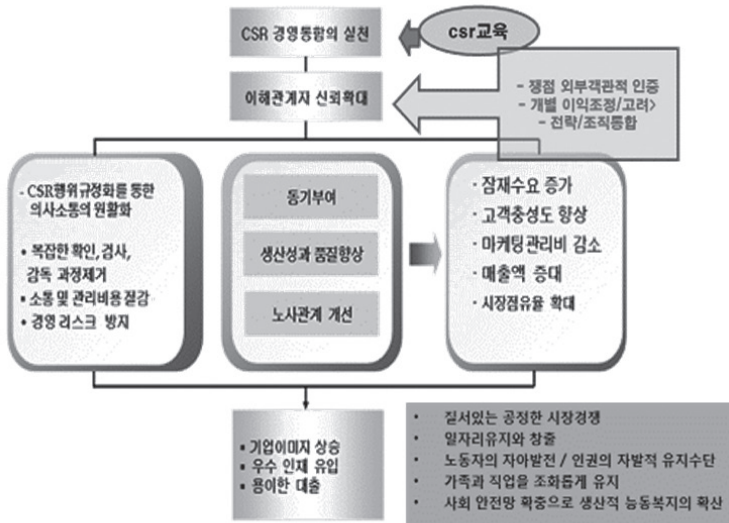 CSR 경영통합의 실천
csr교육
이해관계자 신뢰확대
- 쟁점 외부객관적 인증
- 개별 이익조정/고려>
- 전략/조직통합
- CSR행위규정화를 통한
의사소통의 원활화
• 복잡한 확인,검사,
감독 과정제거
• 소통 및 관리비용 절감
• 경영 리스크 방지
동기부여
생산성과 품질향상
노사관계 개선
· 잠재수요 증가
· 고객충성도 향상
· 마케팅관리비 감소
· 매출액 증대
· 시장점유율 확대
▪ 기업이미지 상승
▪ 우수 인재 유입
▪ 용이한 대출
• 질서있는 공정한 시장경쟁
• 일자리유지와 창출
• 노동자의 자아발전 / 인권의 자발적 유지수단
• 가족과 직업을 조화롭게 유지
• 사회 안전망 확충으로 생산적 능동복지의 확산